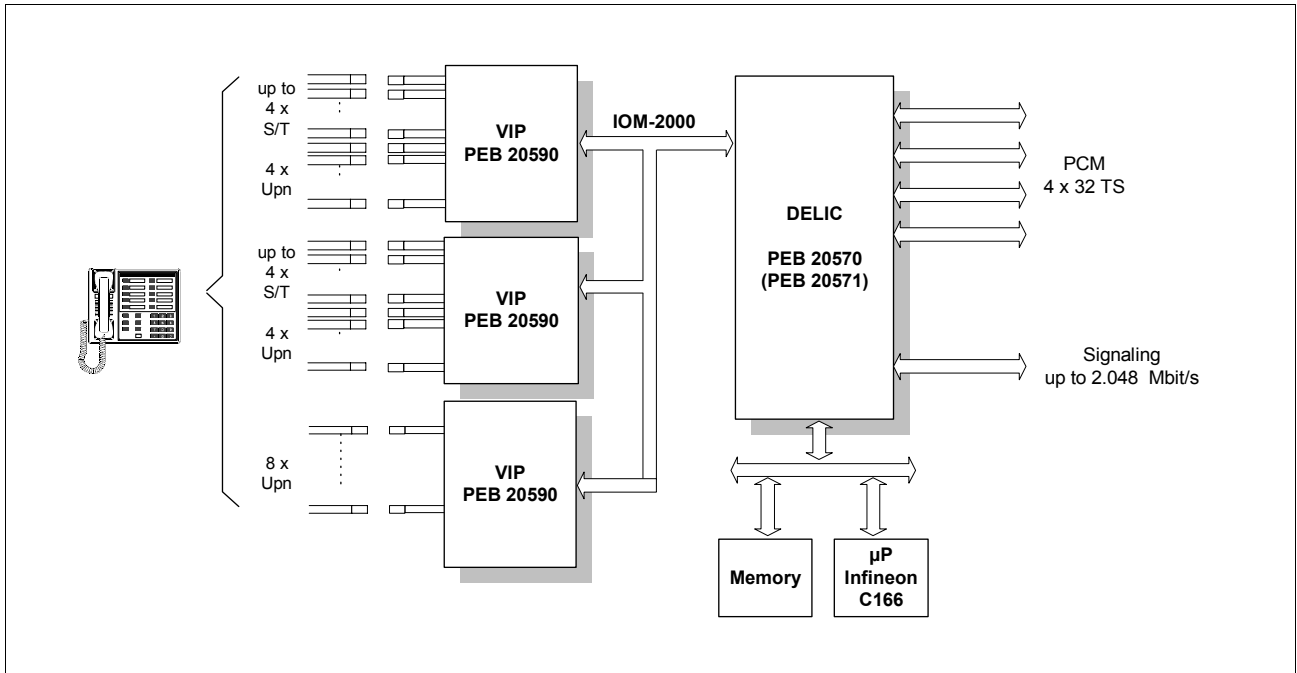 up to
4 x
S/T
4 x
Upn
VIP
PEB 20590
up to
4 x
S/T
4 x
Upn
VIP
PEB 20590
8 x
Upn
VIP
PEB 20590
IOM-2000
DELIC
PEB 20570
(PEB 20571)
PCM
4 x 32 TS
Signaling
up to 2.048 Mbit/s
Memory
µP
Infineon
C166